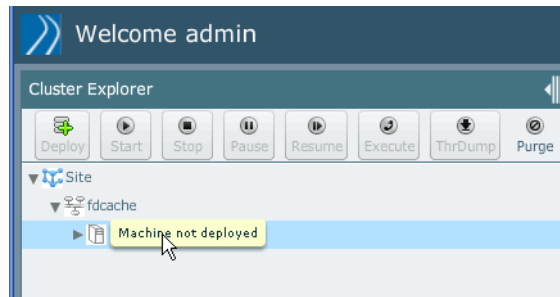 Welcome admin
Cluster Explorer
Deploy Start Stop Pause Resume Execute ThrDump Purge
Site
fdcache
Machine not deployed